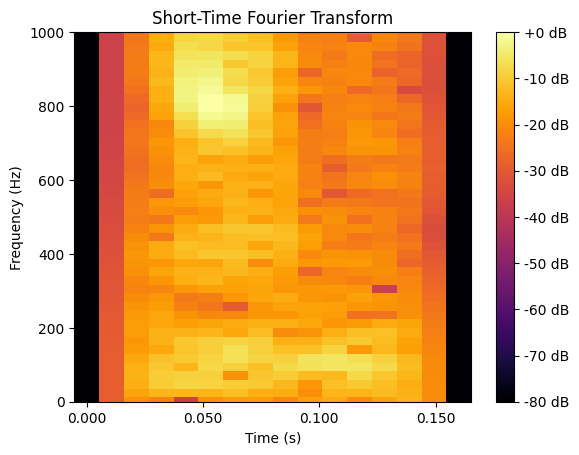 Short-Time Fourier Transform
1000
800
600
400
200
0
Frequency (Hz)
0.000
0.050
0.100
0.150
Time (s)
+0 dB
-10 dB
-20 dB
-30 dB
-40 dB
-50 dB
-60 dB
-70 dB
-80 dB